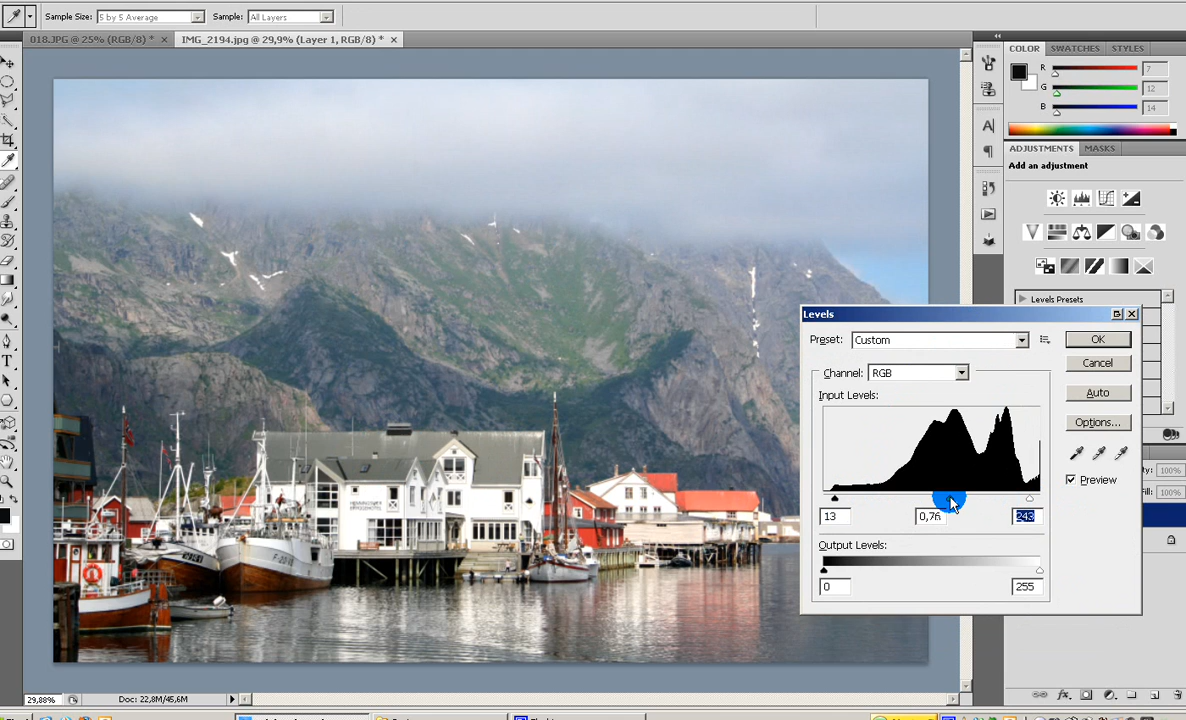 Sample Size: 5 by 5 Average Sample: All Layers
018.JPG @ 25% (RGB/8) * × IMG_2194.jpg @ 29,9% (Layer 1, RGB/8) * ×
COLOR SWATCHES STYLES
R 7
G 12
B 14
ADJUSTMENTS MASKS
Add an adjustment
Levels Presets
Levels
Preset: Custom
OK
Channel: RGB
Cancel
Input Levels:
Auto
Options...
Preview
13 0,76 243
Output Levels:
0 255
100%
Fill: 100%
29,88% Doc: 22,8M/45,6M